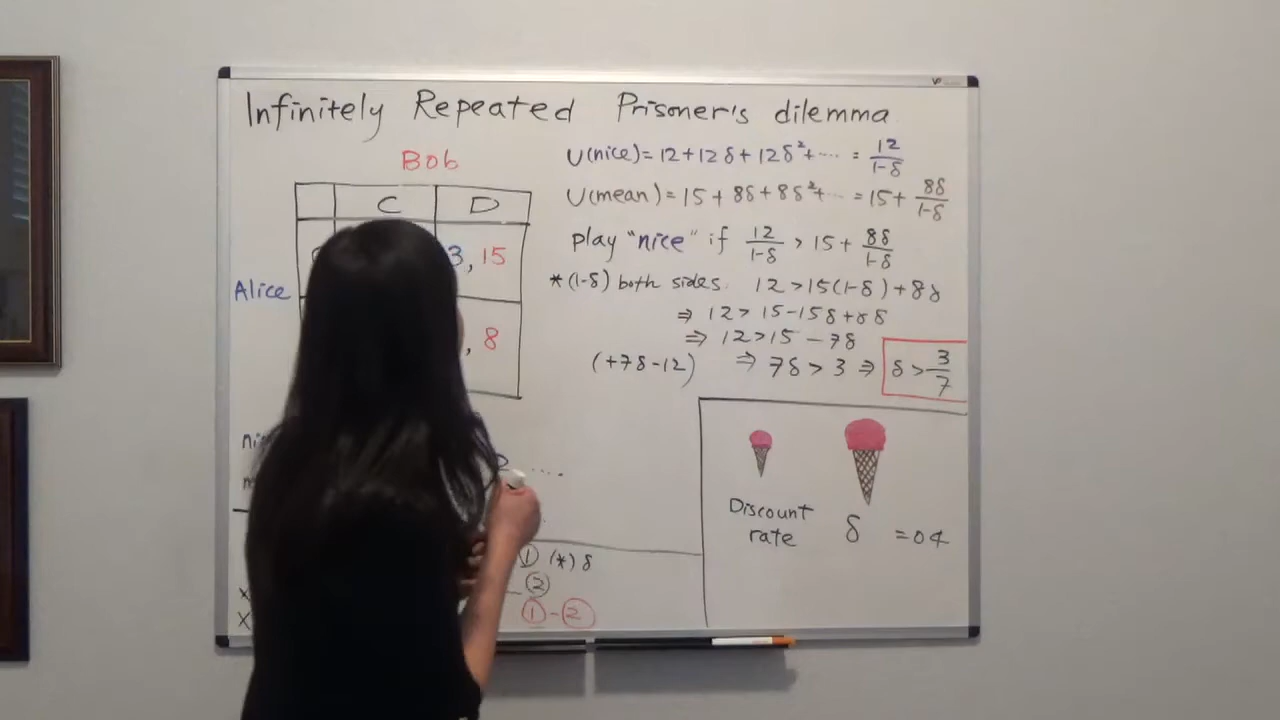 Infinitely Repeated Prisoner's dilemma
Bob
C D
3, 15
Alice
, 8
U(nice)=12+12δ+12δ²+···· = 12/1-δ
U(mean)=15+8δ+8δ²+···=15+ 8δ/1-δ
play "nice" if 12/1-δ > 15+ 8δ/1-δ
*(1-δ) both sides. 12>15(1-δ)+8δ
⇒ 12> 15-15δ+8δ
⇒ 12>15-7δ
(+7δ-12) ⇒ 7δ>3 ⇒ δ>3/7
····
① (*) δ
②
①-②
x
x
Discount
rate δ =0.4